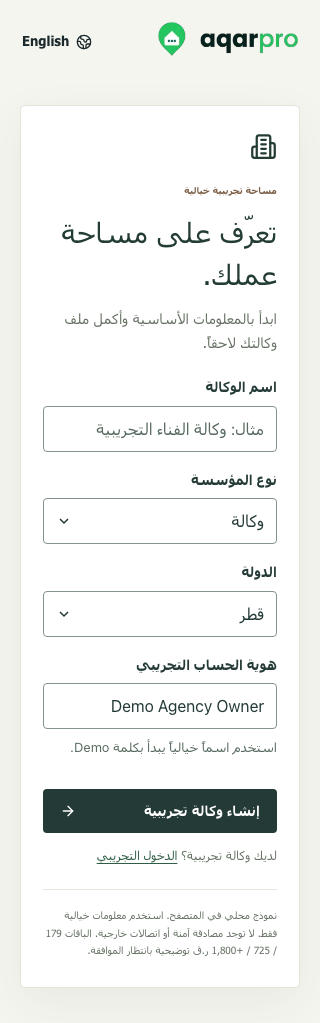 aqarpro
English
مساحة تجريبية خيالية
تعرّف على مساحة
عملك.
ابدأ بالمعلومات الأساسية وأكمل ملف
وكالتك لاحقاً.
اسم الوكالة
مثال: وكالة الفناء التجريبية
نوع المؤسسة
وكالة
الدولة
قطر
هوية الحساب التجريبي
Demo Agency Owner
استخدم اسماً خيالياً يبدأ بكلمة Demo.
إنشاء وكالة تجريبية
لديك وكالة تجريبية؟ الدخول التجريبي
نموذج محلي في المتصفح. استخدم معلومات خيالية
فقط. لا توجد مصادقة آمنة أو اتصالات خارجية. الباقات 179
/ 725 / +1,800 ر.ق توضيحية بانتظار الموافقة.